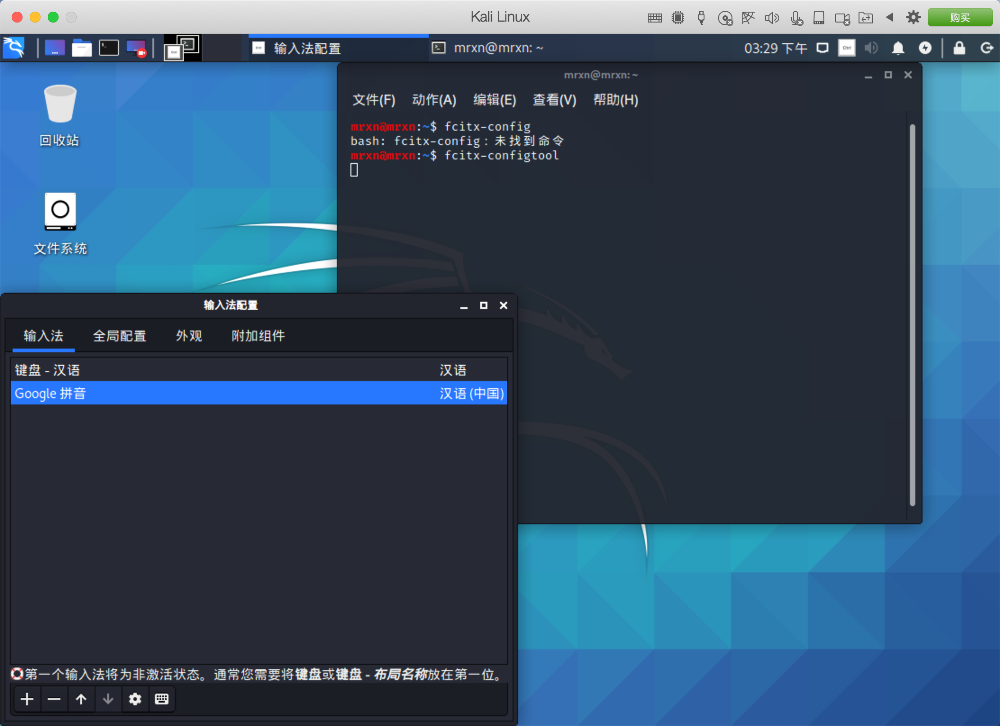 Kali Linux
购买
输入法配置
mrxn@mrxn: ~
03:29 下午
Ctrl
mrxn@mrxn: ~
文件(F) 动作(A) 编辑(E) 查看(V) 帮助(H)
mrxn@mrxn:~$ fcitx-config
bash: fcitx-config：未找到命令
mrxn@mrxn:~$ fcitx-configtool
回收站
文件系统
输入法配置
输入法 全局配置 外观 附加组件
键盘 - 汉语 汉语
Google 拼音 汉语 (中国)
第一个输入法将为非激活状态。通常您需要将键盘或键盘 - 布局名称放在第一位。